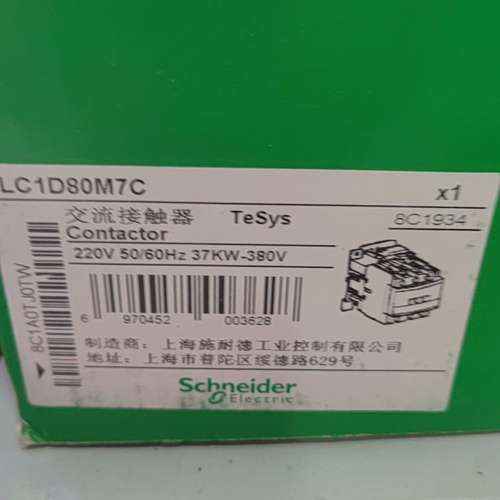 LC1D80M7C
x1
交流接触器 TeSys
8C1934
Contactor
220V 50/60Hz 37KW-380V
8C1A0TJ0TW
6 970452 003628
制造商：上海施耐德工业控制有限公司
地址：上海市普陀区绥德路629号
Schneider
Electric